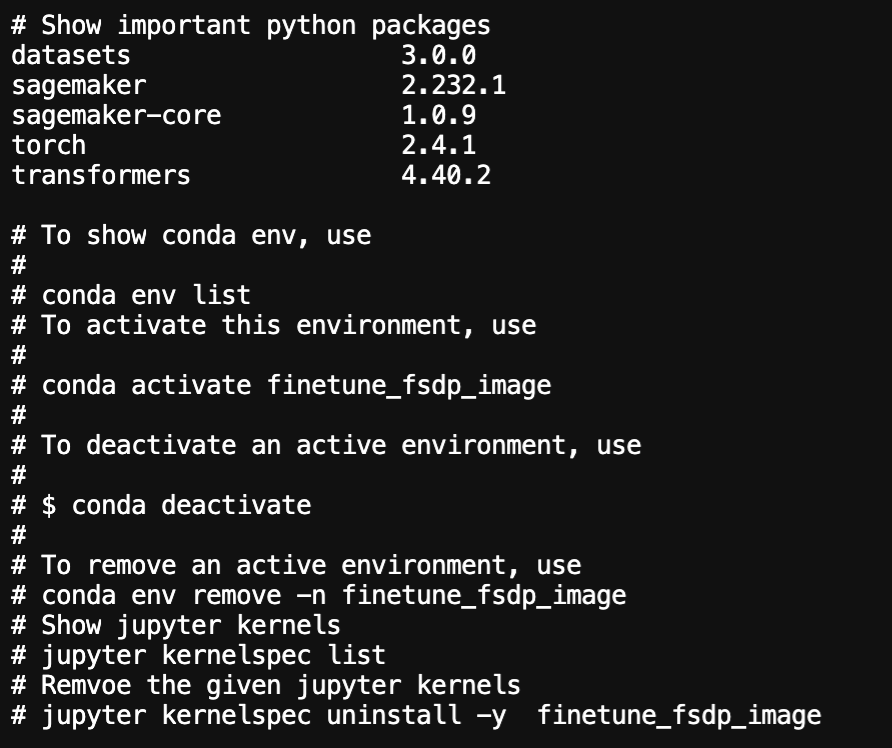 # Show important python packages
datasets                  3.0.0
sagemaker                 2.232.1
sagemaker-core            1.0.9
torch                     2.4.1
transformers              4.40.2

# To show conda env, use
#
# conda env list
# To activate this environment, use
#
# conda activate finetune_fsdp_image
#
# To deactivate an active environment, use
#
# $ conda deactivate
#
# To remove an active environment, use
# conda env remove -n finetune_fsdp_image
# Show jupyter kernels
# jupyter kernelspec list
# Remvoe the given jupyter kernels
# jupyter kernelspec uninstall -y  finetune_fsdp_image